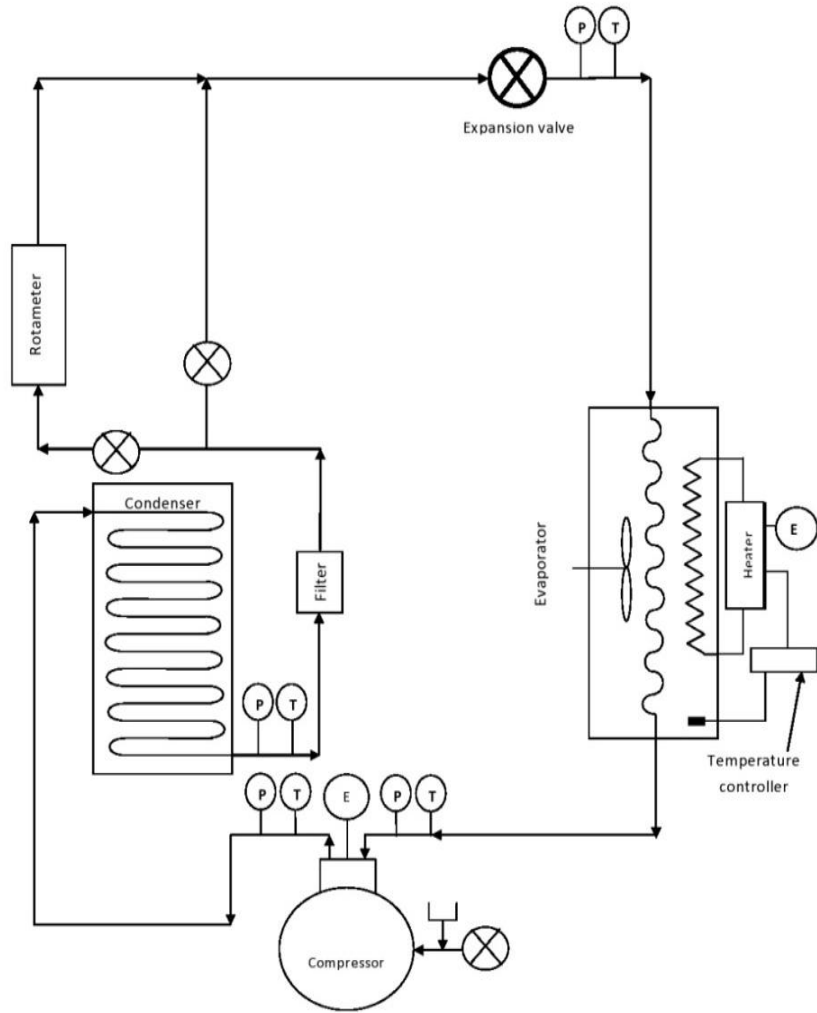 P T
Expansion valve
Rotameter
Condenser
Filter
Evaporator
Heater
E
P T
Temperature
controller
P T
E
P T
Compressor